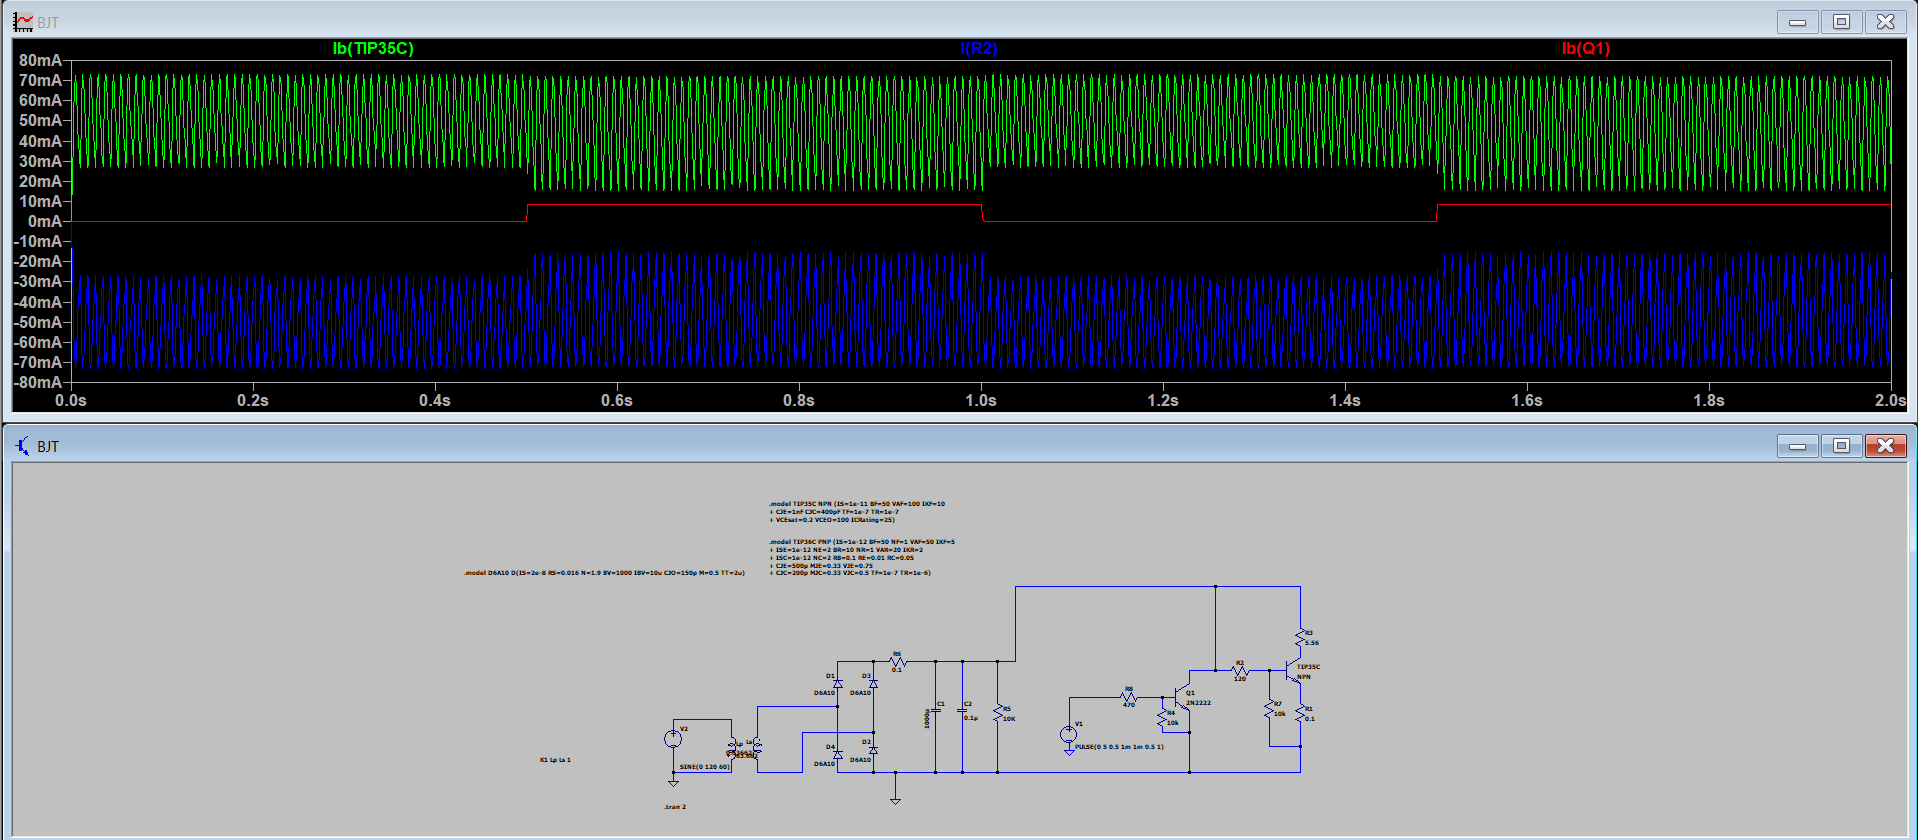 BJT
Ib(TIP35C) I(R2) Ib(Q1)
80mA
70mA
60mA
50mA
40mA
30mA
20mA
10mA
0mA
-10mA
-20mA
-30mA
-40mA
-50mA
-60mA
-70mA
-80mA
0.0s 0.2s 0.4s 0.6s 0.8s 1.0s 1.2s 1.4s 1.6s 1.8s 2.0s
BJT
.model TIP35C NPN (IS=1e-11 BF=50 VAF=100 IKF=10
+ CJE=1nF CJC=400pF TF=1e-7 TR=1e-7
+ VCEsat=0.2 VCEO=100 ICRating=25)
.model TIP36C PNP (IS=1e-12 BF=50 NF=1 VAF=50 IKF=5
+ ISE=1e-12 NE=2 BR=10 NR=1 VAR=20 IKR=2
+ ISC=1e-12 NC=2 RB=0.1 RE=0.01 RC=0.05
+ CJE=500p MJE=0.33 VJE=0.75
+ CJC=200p MJC=0.33 VJC=0.5 TF=1e-7 TR=1e-6)
.model D6A10 D(IS=2e-8 RS=0.016 N=1.9 BV=1000 IBV=10u CJO=150p M=0.5 TT=2u)
R3
5.56
R6
0.1
R2
120
TIP35C
NPN
D1
D6A10
D3
D6A10
R8
470
Q1
2N2222
C1
1000µ
C2
0.1µ
R5
10K
R4
10k
R7
10k
R1
0.1
V1
PULSE(0 5 0.5 1m 1m 0.5 1)
V2
SINE(0 120 60)
Lp
Ls
D4
D6A10
D2
D6A10
K1 Lp Ls 1
.tran 2